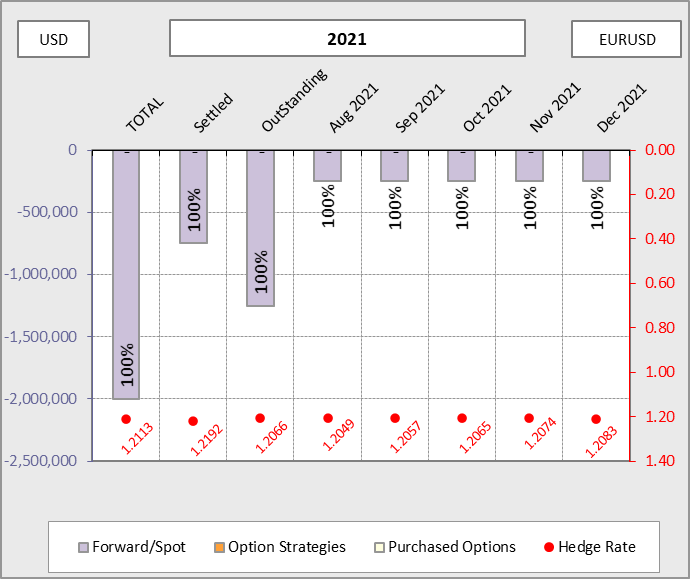 USD
2021
EURUSD
TOTAL
Settled
OutStanding
Aug 2021
Sep 2021
Oct 2021
Nov 2021
Dec 2021
0
-500,000
-1,000,000
-1,500,000
-2,000,000
-2,500,000
0.00
0.20
0.40
0.60
0.80
1.00
1.20
1.40
100%
100%
100%
100%
100%
100%
100%
100%
1.2113
1.2192
1.2066
1.2049
1.2057
1.2065
1.2074
1.2083
Forward/Spot
Option Strategies
Purchased Options
Hedge Rate